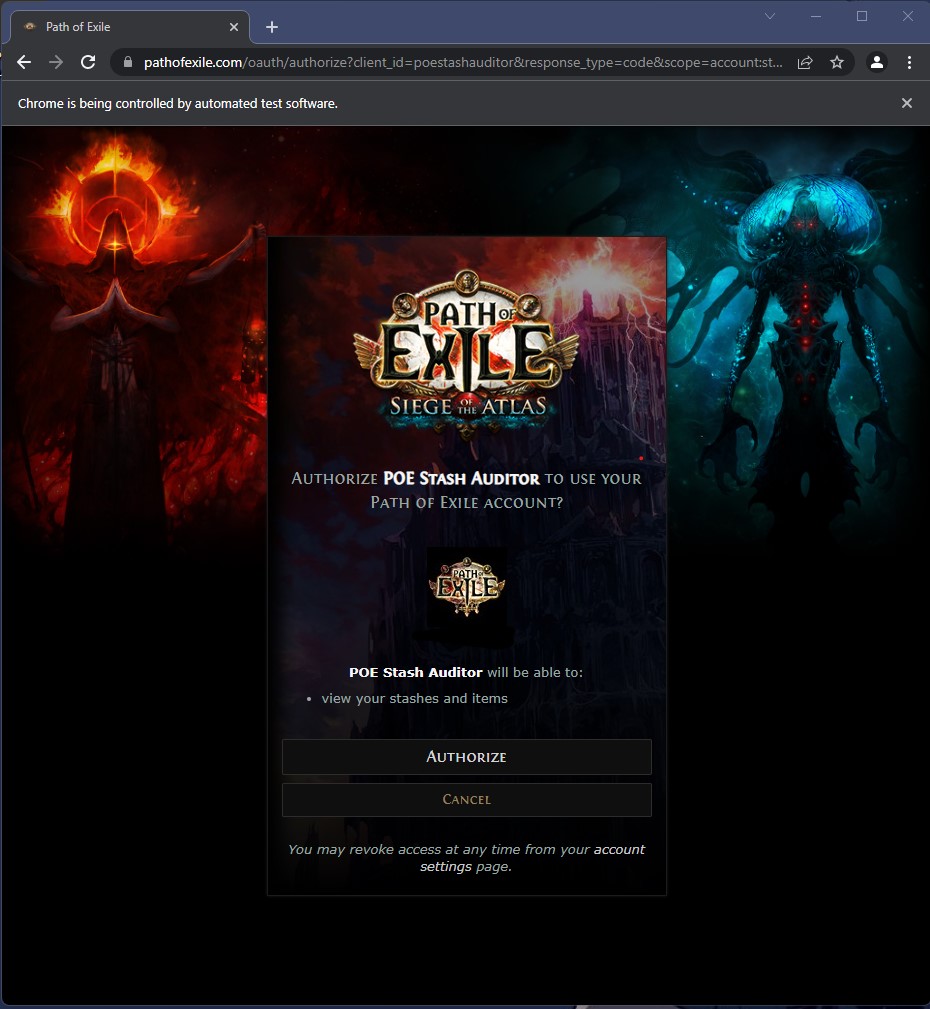 Path of Exile
pathofexile.com/oauth/authorize?client_id=poestashauditor&response_type=code&scope=account:st...
Chrome is being controlled by automated test software.
PATH OF
EXILE
SIEGE OF THE ATLAS
AUTHORIZE POE STASH AUDITOR TO USE YOUR
PATH OF EXILE ACCOUNT?
PATH OF
EXILE
POE Stash Auditor will be able to:
• view your stashes and items
AUTHORIZE
CANCEL
You may revoke access at any time from your account
settings page.